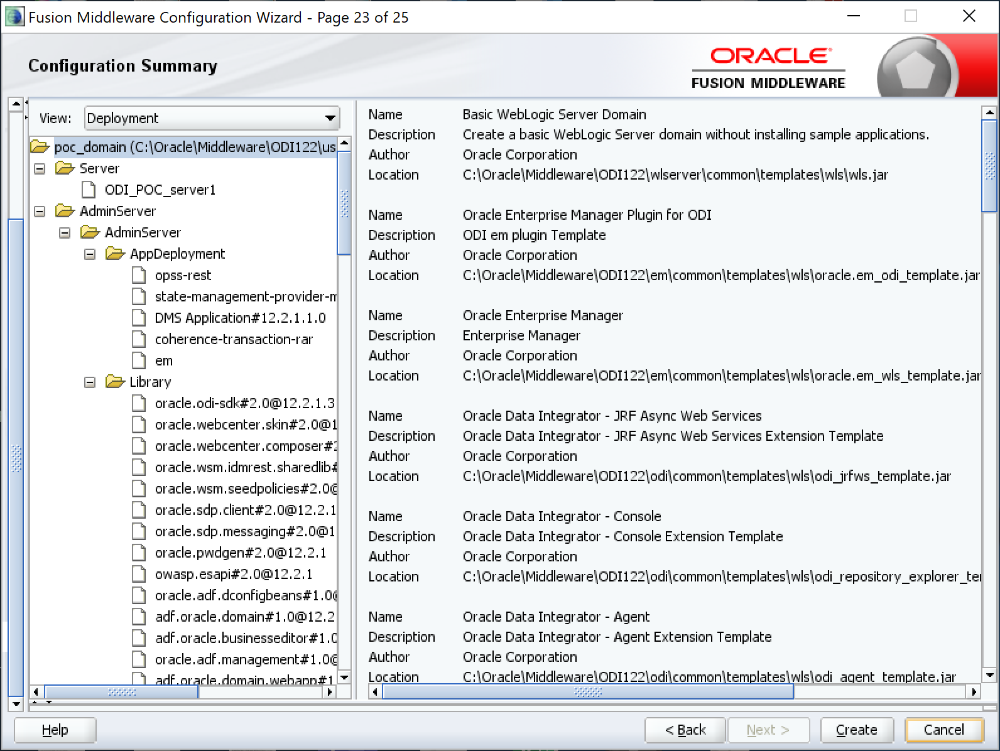 Fusion Middleware Configuration Wizard - Page 23 of 25
Configuration Summary
ORACLE
FUSION MIDDLEWARE
View: Deployment
poc_domain (C:\Oracle\Middleware\ODI122\us
Server
ODI_POC_server1
AdminServer
AdminServer
AppDeployment
opss-rest
state-management-provider-m
DMS Application#12.2.1.1.0
coherence-transaction-rar
em
Library
oracle.odi-sdk#2.0@12.2.1.3
oracle.webcenter.skin#2.0@1
oracle.webcenter.composer#2
oracle.wsm.idmrest.sharedlib#
oracle.wsm.seedpolicies#2.0@
oracle.sdp.client#2.0@12.2.1
oracle.sdp.messaging#2.0@1
oracle.pwdgen#2.0@12.2.1
owasp.esapi#2.0@12.2.1
oracle.adf.dconfigbeans#1.0@
adf.oracle.domain#1.0@12.2
adf.oracle.businesseditor#1.0
oracle.adf.management#1.0@
adf.oracle.domain.webapp#1
Name Basic WebLogic Server Domain
Description Create a basic WebLogic Server domain without installing sample applications.
Author Oracle Corporation
Location C:\Oracle\Middleware\ODI122\wlserver\common\templates\wls\wls.jar
Name Oracle Enterprise Manager Plugin for ODI
Description ODI em plugin Template
Author Oracle Corporation
Location C:\Oracle\Middleware\ODI122\em\common\templates\wls\oracle.em_odi_template.jar
Name Oracle Enterprise Manager
Description Enterprise Manager
Author Oracle Corporation
Location C:\Oracle\Middleware\ODI122\em\common\templates\wls\oracle.em_wls_template.jar
Name Oracle Data Integrator - JRF Async Web Services
Description Oracle Data Integrator - JRF Async Web Services Extension Template
Author Oracle Corporation
Location C:\Oracle\Middleware\ODI122\odi\common\templates\wls\odi_jrfws_template.jar
Name Oracle Data Integrator - Console
Description Oracle Data Integrator - Console Extension Template
Author Oracle Corporation
Location C:\Oracle\Middleware\ODI122\odi\common\templates\wls\odi_repository_explorer_te
Name Oracle Data Integrator - Agent
Description Oracle Data Integrator - Agent Extension Template
Author Oracle Corporation
Location C:\Oracle\Middleware\ODI122\odi\common\templates\wls\odi_agent_template.jar
Help < Back Next > Create Cancel